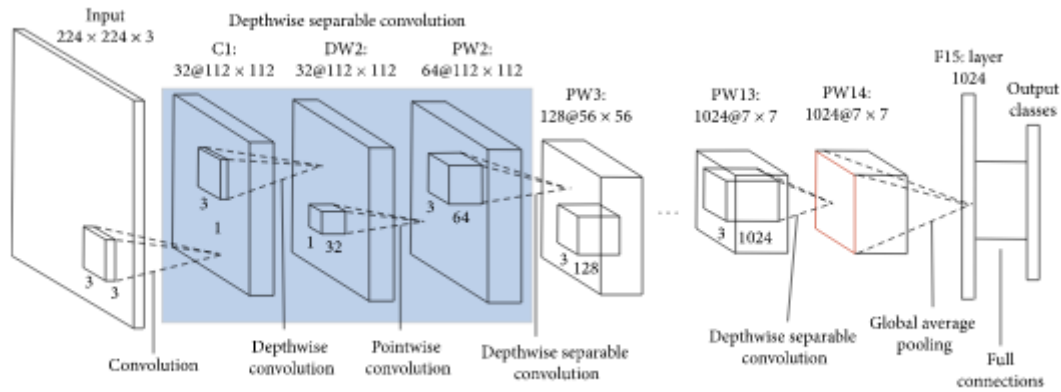 Input
224 × 224 × 3
Depthwise separable convolution
C1:
32@112 × 112
DW2:
32@112 × 112
PW2:
64@112 × 112
PW3:
128@56 × 56
PW13:
1024@7 × 7
PW14:
1024@7 × 7
F15: layer
1024
Output
classes
3
3
3
1
1
32
3
64
3
128
...
3
1024
Convolution
Depthwise
convolution
Pointwise
convolution
Depthwise separable
convolution
Depthwise separable
convolution
Global average
pooling
Full
connections